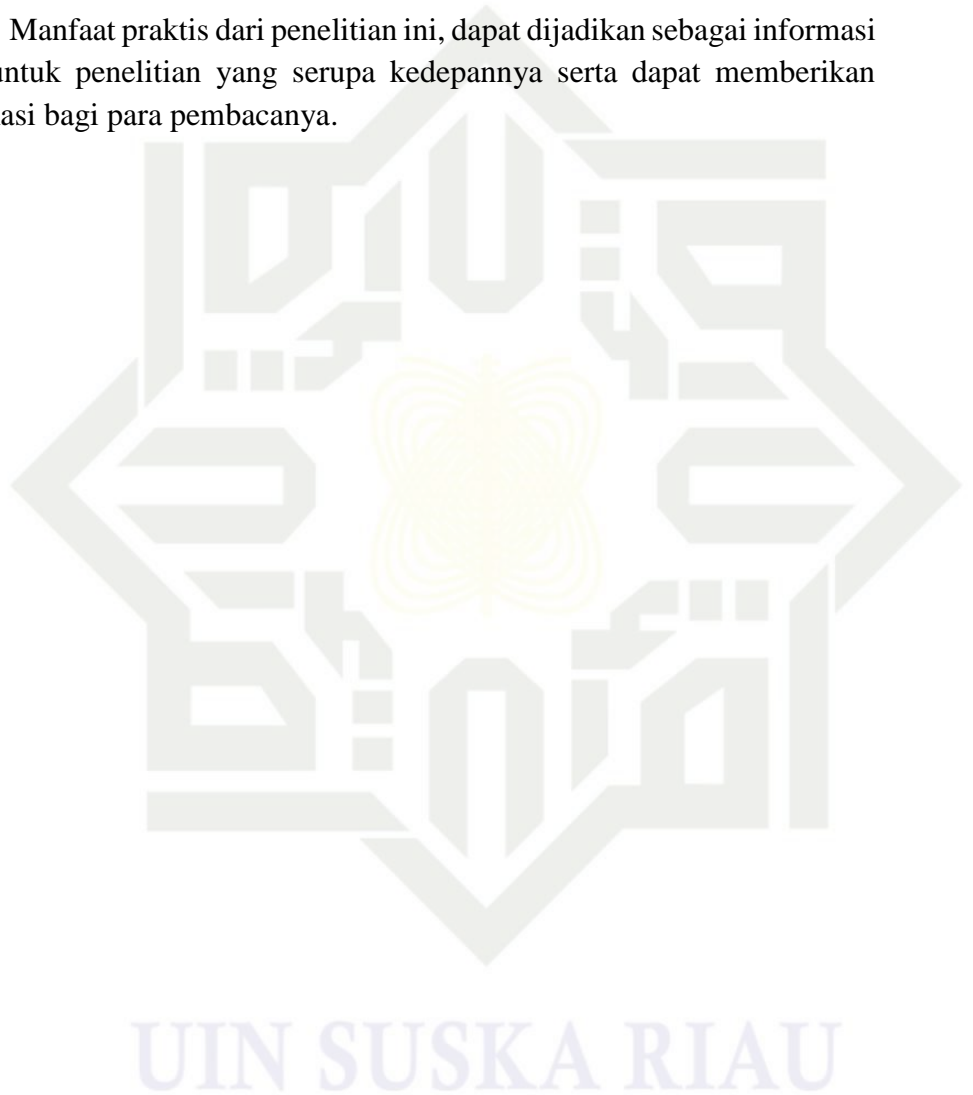 Manfaat praktis dari penelitian ini, dapat dijadikan sebagai informasi
untuk penelitian yang serupa kedepannya serta dapat memberikan
asi bagi para pembacanya.
UIN SUSKA RIAU